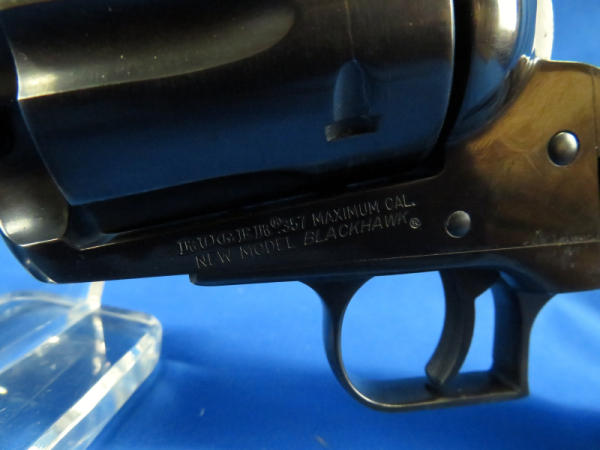 RUGER® 357 MAXIMUM CAL.
NEW MODEL BLACKHAWK®